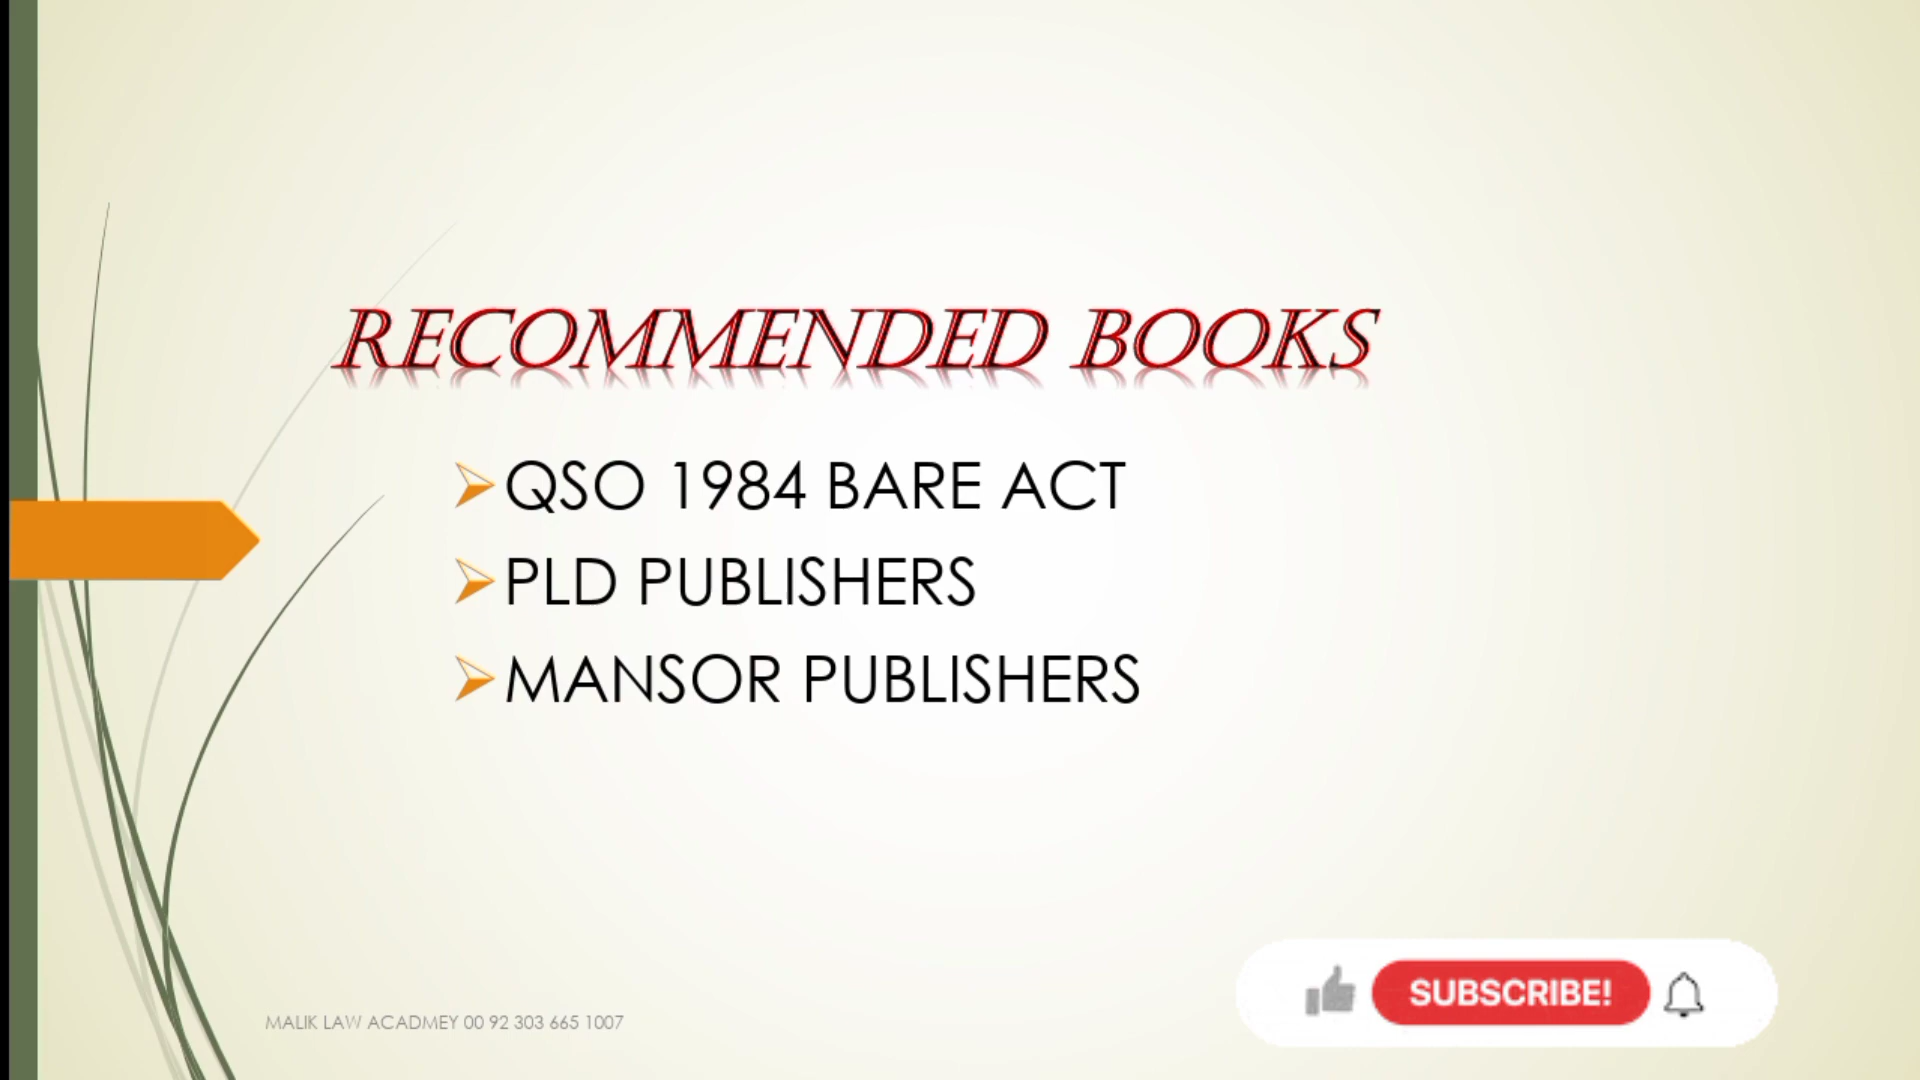 RECOMMENDED BOOKS
QSO 1984 BARE ACT
PLD PUBLISHERS
MANSOR PUBLISHERS
MALIK LAW ACADMEY 00 92 303 665 1007
SUBSCRIBE!